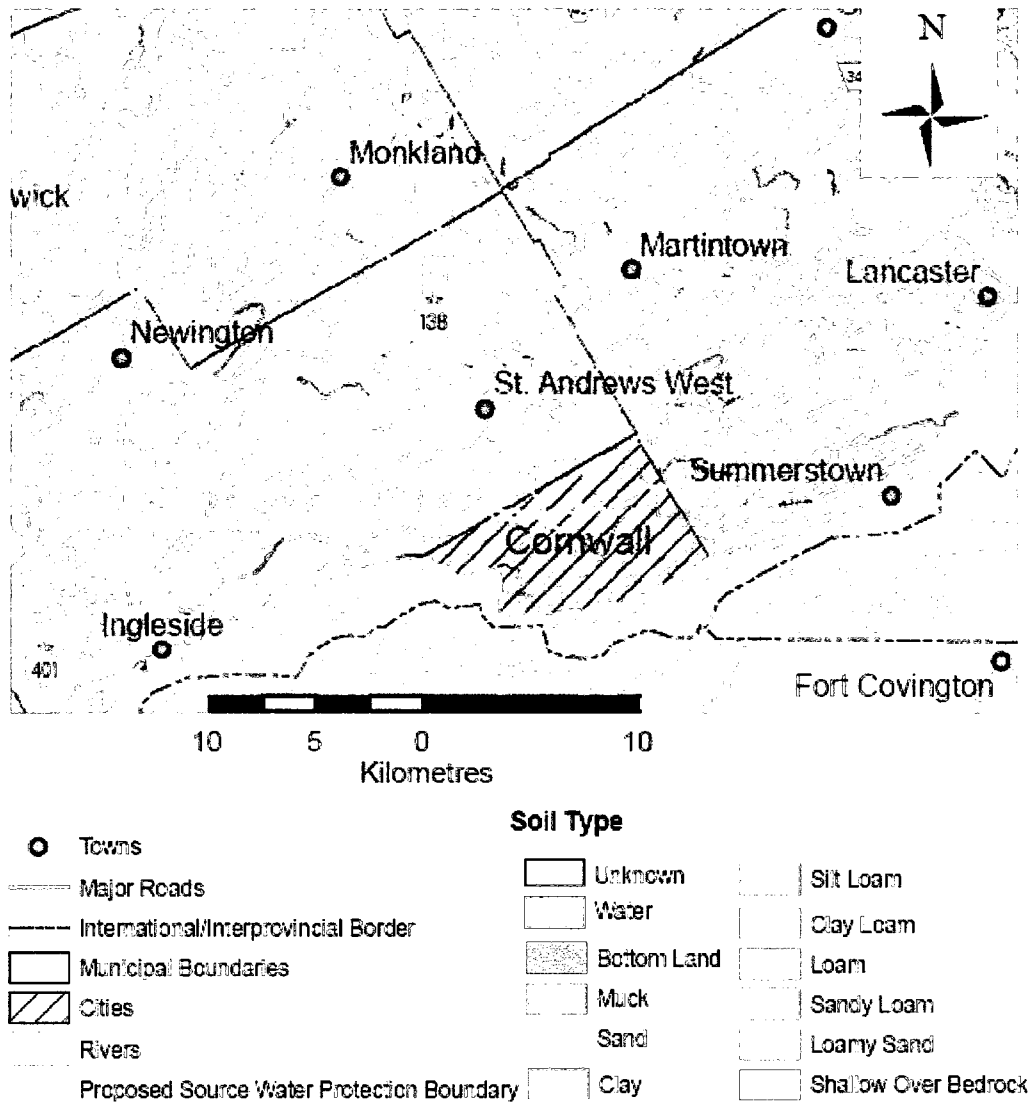 N
34
Monkland
wick
Martintown
Lancaster
138
Newington
St. Andrews West
Summerstown
Cornwall
Ingleside
401
Fort Covington
10 5 0 10
Kilometres
Soil Type
Towns
Major Roads
International/Interprovincial Border
Municipal Boundaries
Cities
Rivers
Proposed Source Water Protection Boundary
Unknown
Water
Bottom Land
Muck
Sand
Clay
Silt Loam
Clay Loam
Loam
Sandy Loam
Loamy Sand
Shallow Over Bedrock